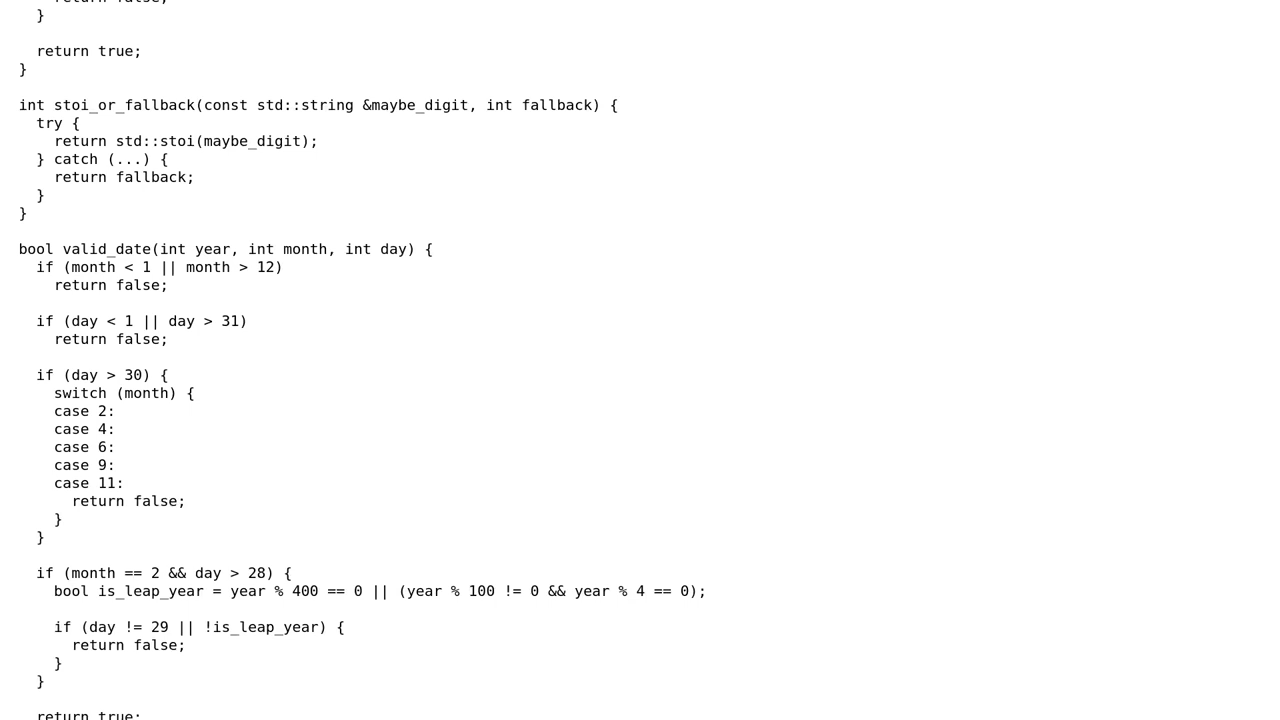 return false;
}
return true;
}
int stoi_or_fallback(const std::string &maybe_digit, int fallback) {
try {
return std::stoi(maybe_digit);
} catch (...) {
return fallback;
}
}
bool valid_date(int year, int month, int day) {
if (month < 1 || month > 12)
return false;
if (day < 1 || day > 31)
return false;
if (day > 30) {
switch (month) {
case 2:
case 4:
case 6:
case 9:
case 11:
return false;
}
}
if (month == 2 && day > 28) {
bool is_leap_year = year % 400 == 0 || (year % 100 != 0 && year % 4 == 0);
if (day != 29 || !is_leap_year) {
return false;
}
}
return true;